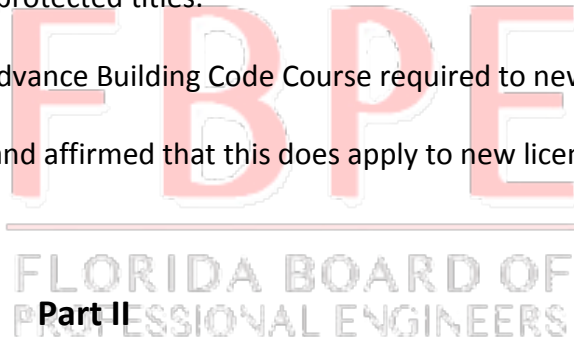 protected titles.
dvance Building Code Course required to new
and affirmed that this does apply to new licen
FBPE
FLORIDA BOARD OF
PROFESSIONAL ENGINEERS
Part II